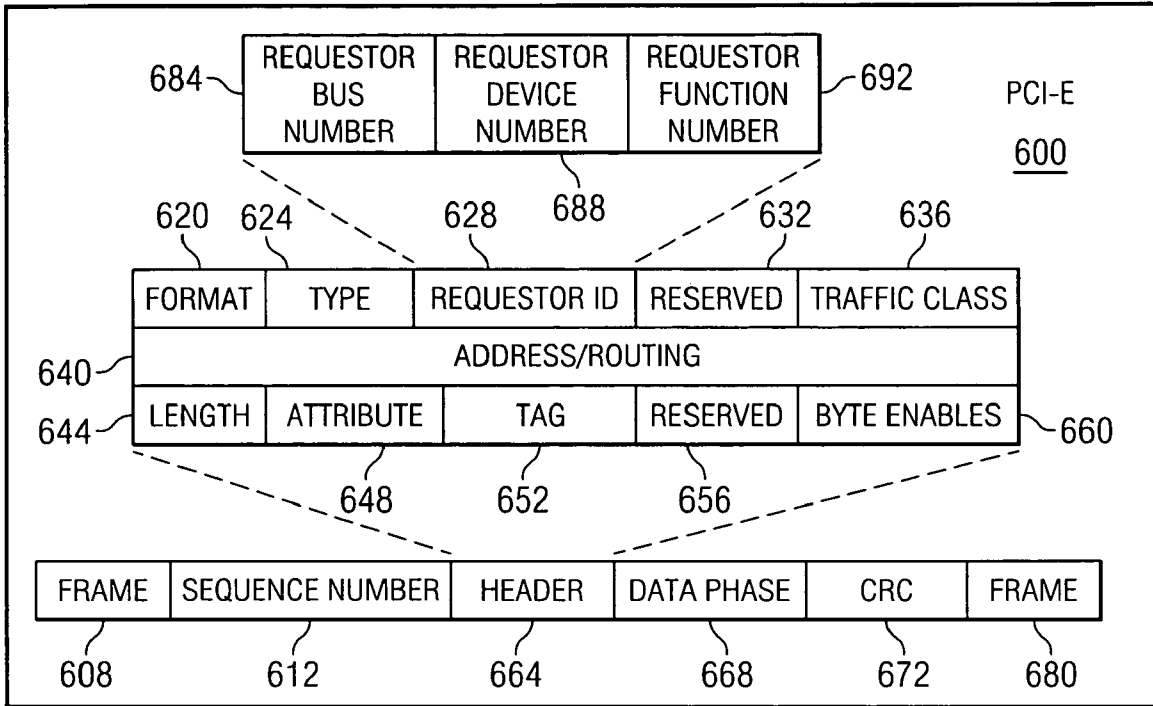 REQUESTOR BUS NUMBER
REQUESTOR DEVICE NUMBER
REQUESTOR FUNCTION NUMBER
684
692
688
PCI-E
600
620
624
628
632
636
FORMAT
TYPE
REQUESTOR ID
RESERVED
TRAFFIC CLASS
640
ADDRESS/ROUTING
644
LENGTH
ATTRIBUTE
TAG
RESERVED
BYTE ENABLES
660
648
652
656
FRAME
SEQUENCE NUMBER
HEADER
DATA PHASE
CRC
FRAME
608
612
664
668
672
680